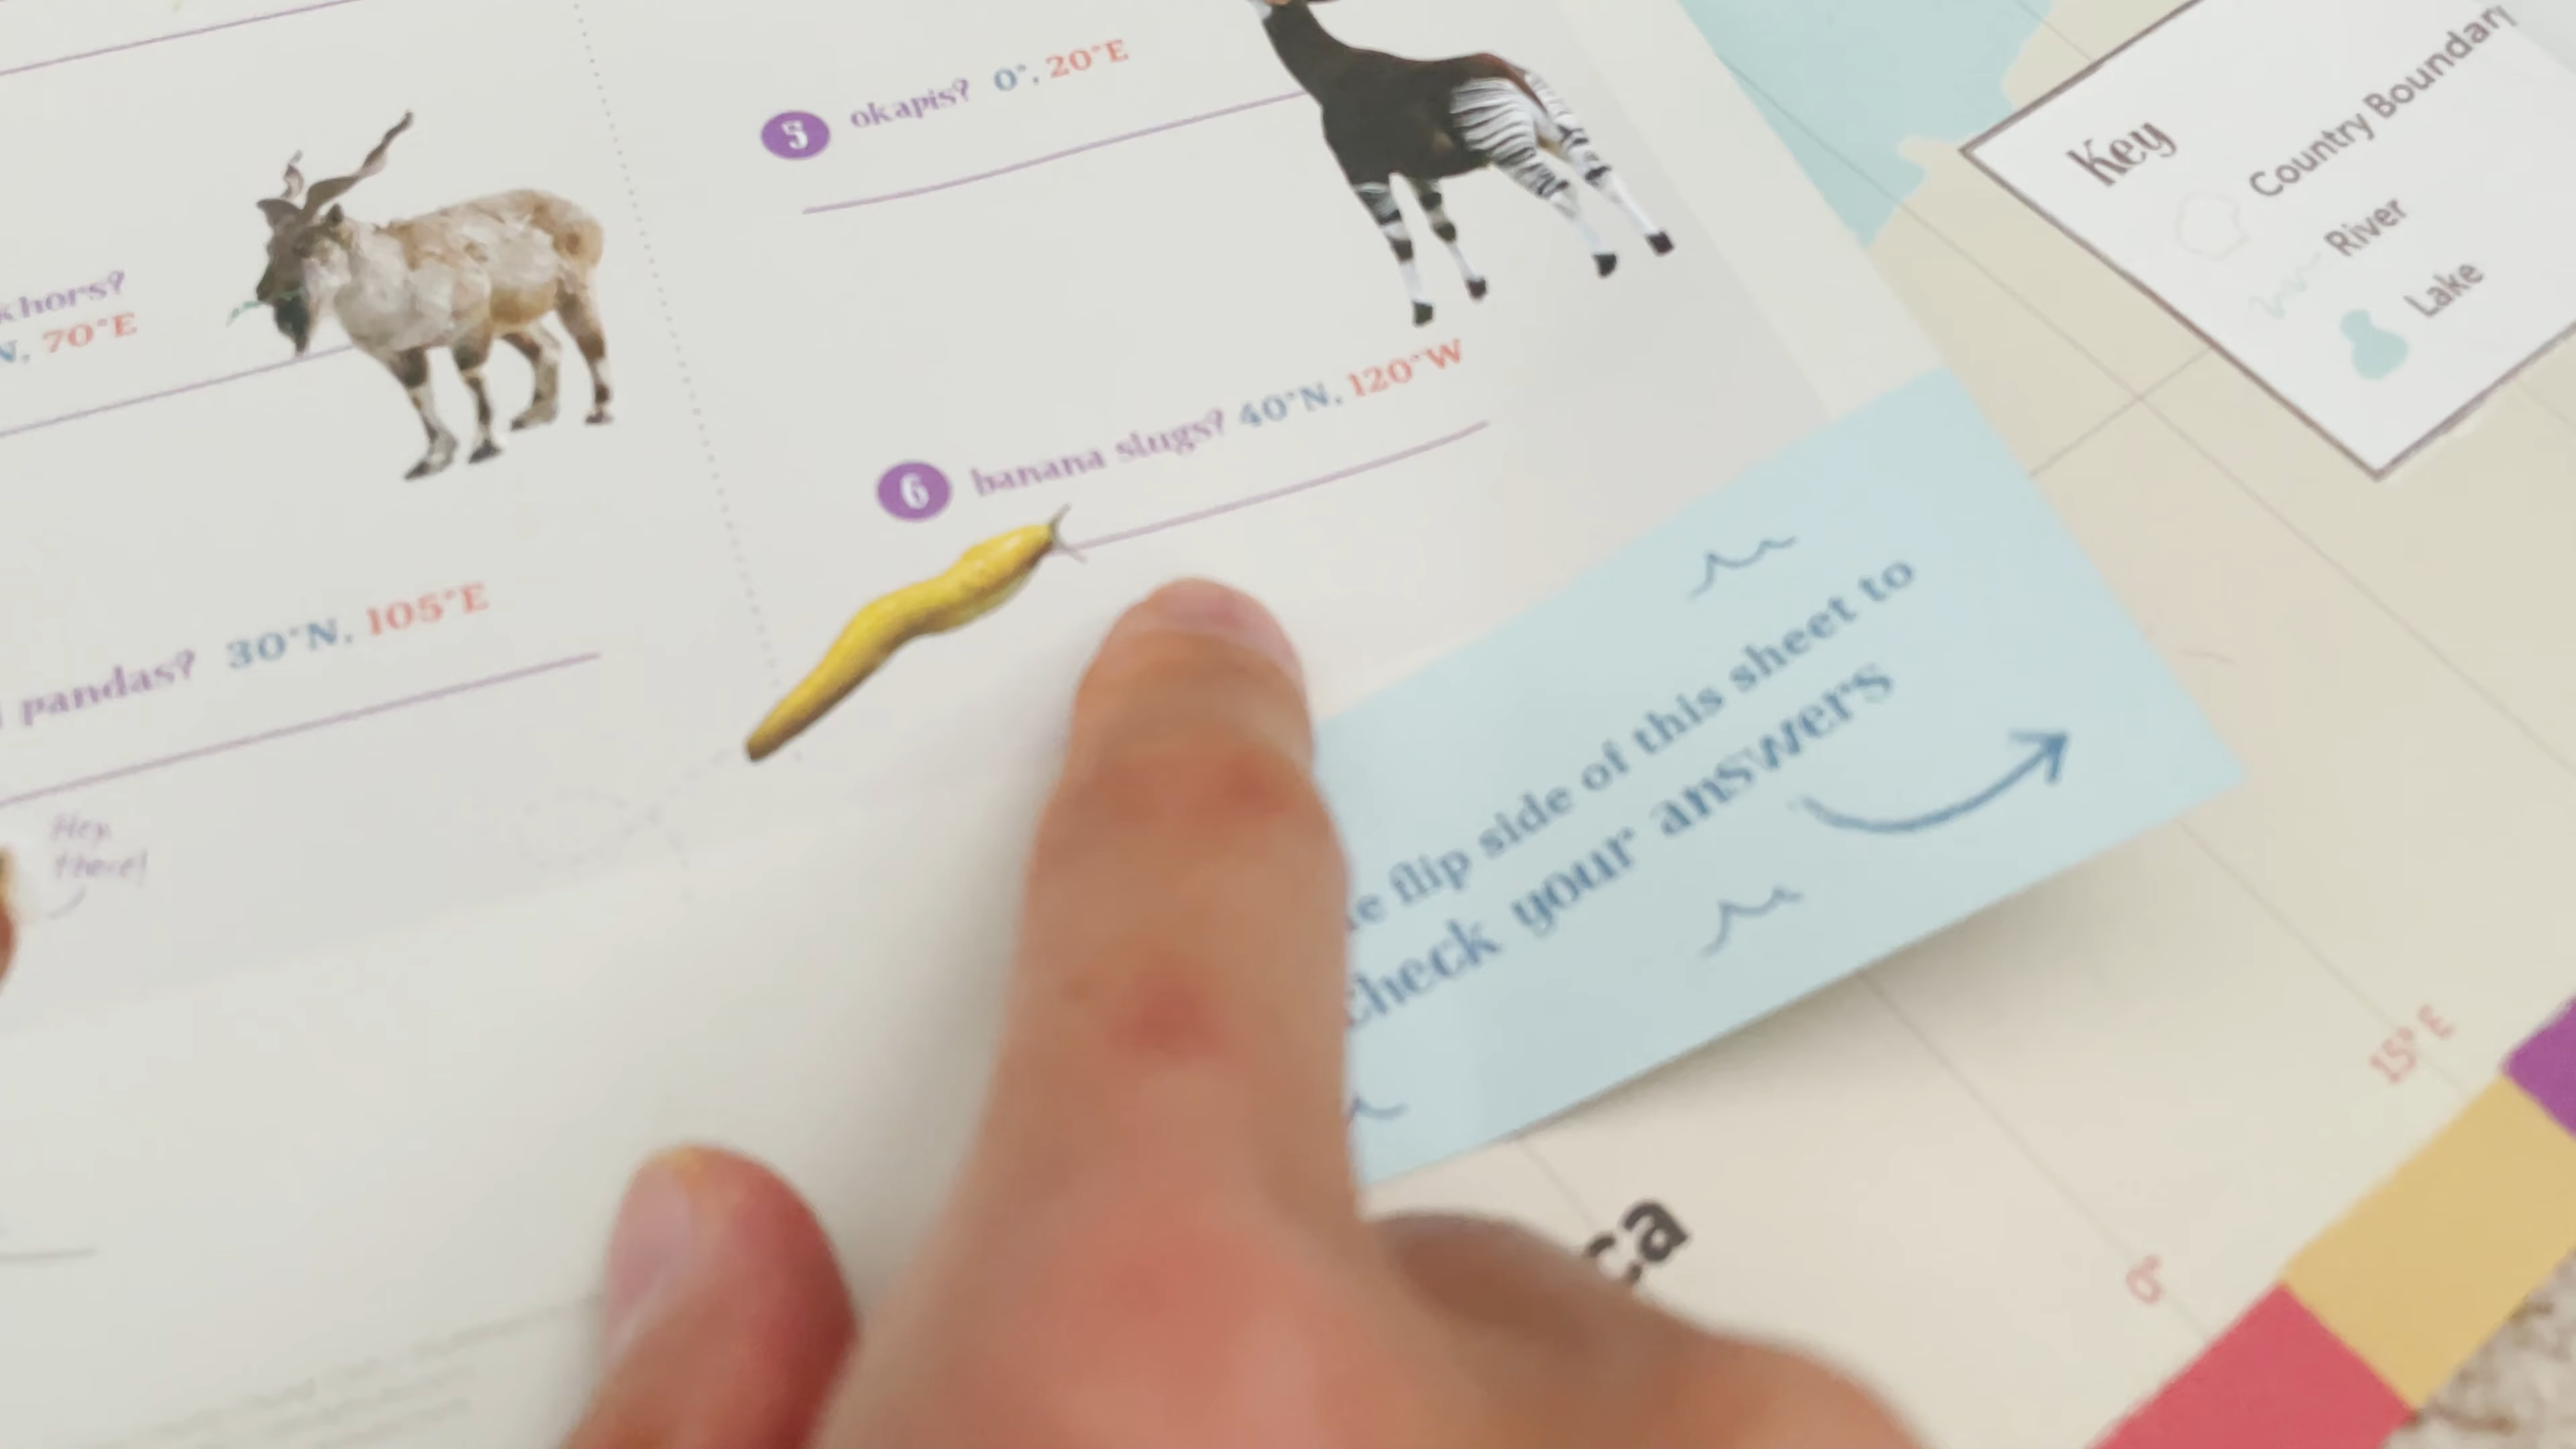 khors?
N, 70°E
pandas? 30°N, 105°E
Hey
there!
5 okapis? 0°, 20°E
6 banana slugs? 40°N, 120°W
flip side of this sheet to
check your answers
Key
Country Boundary
River
Lake
15° E
0°
ca